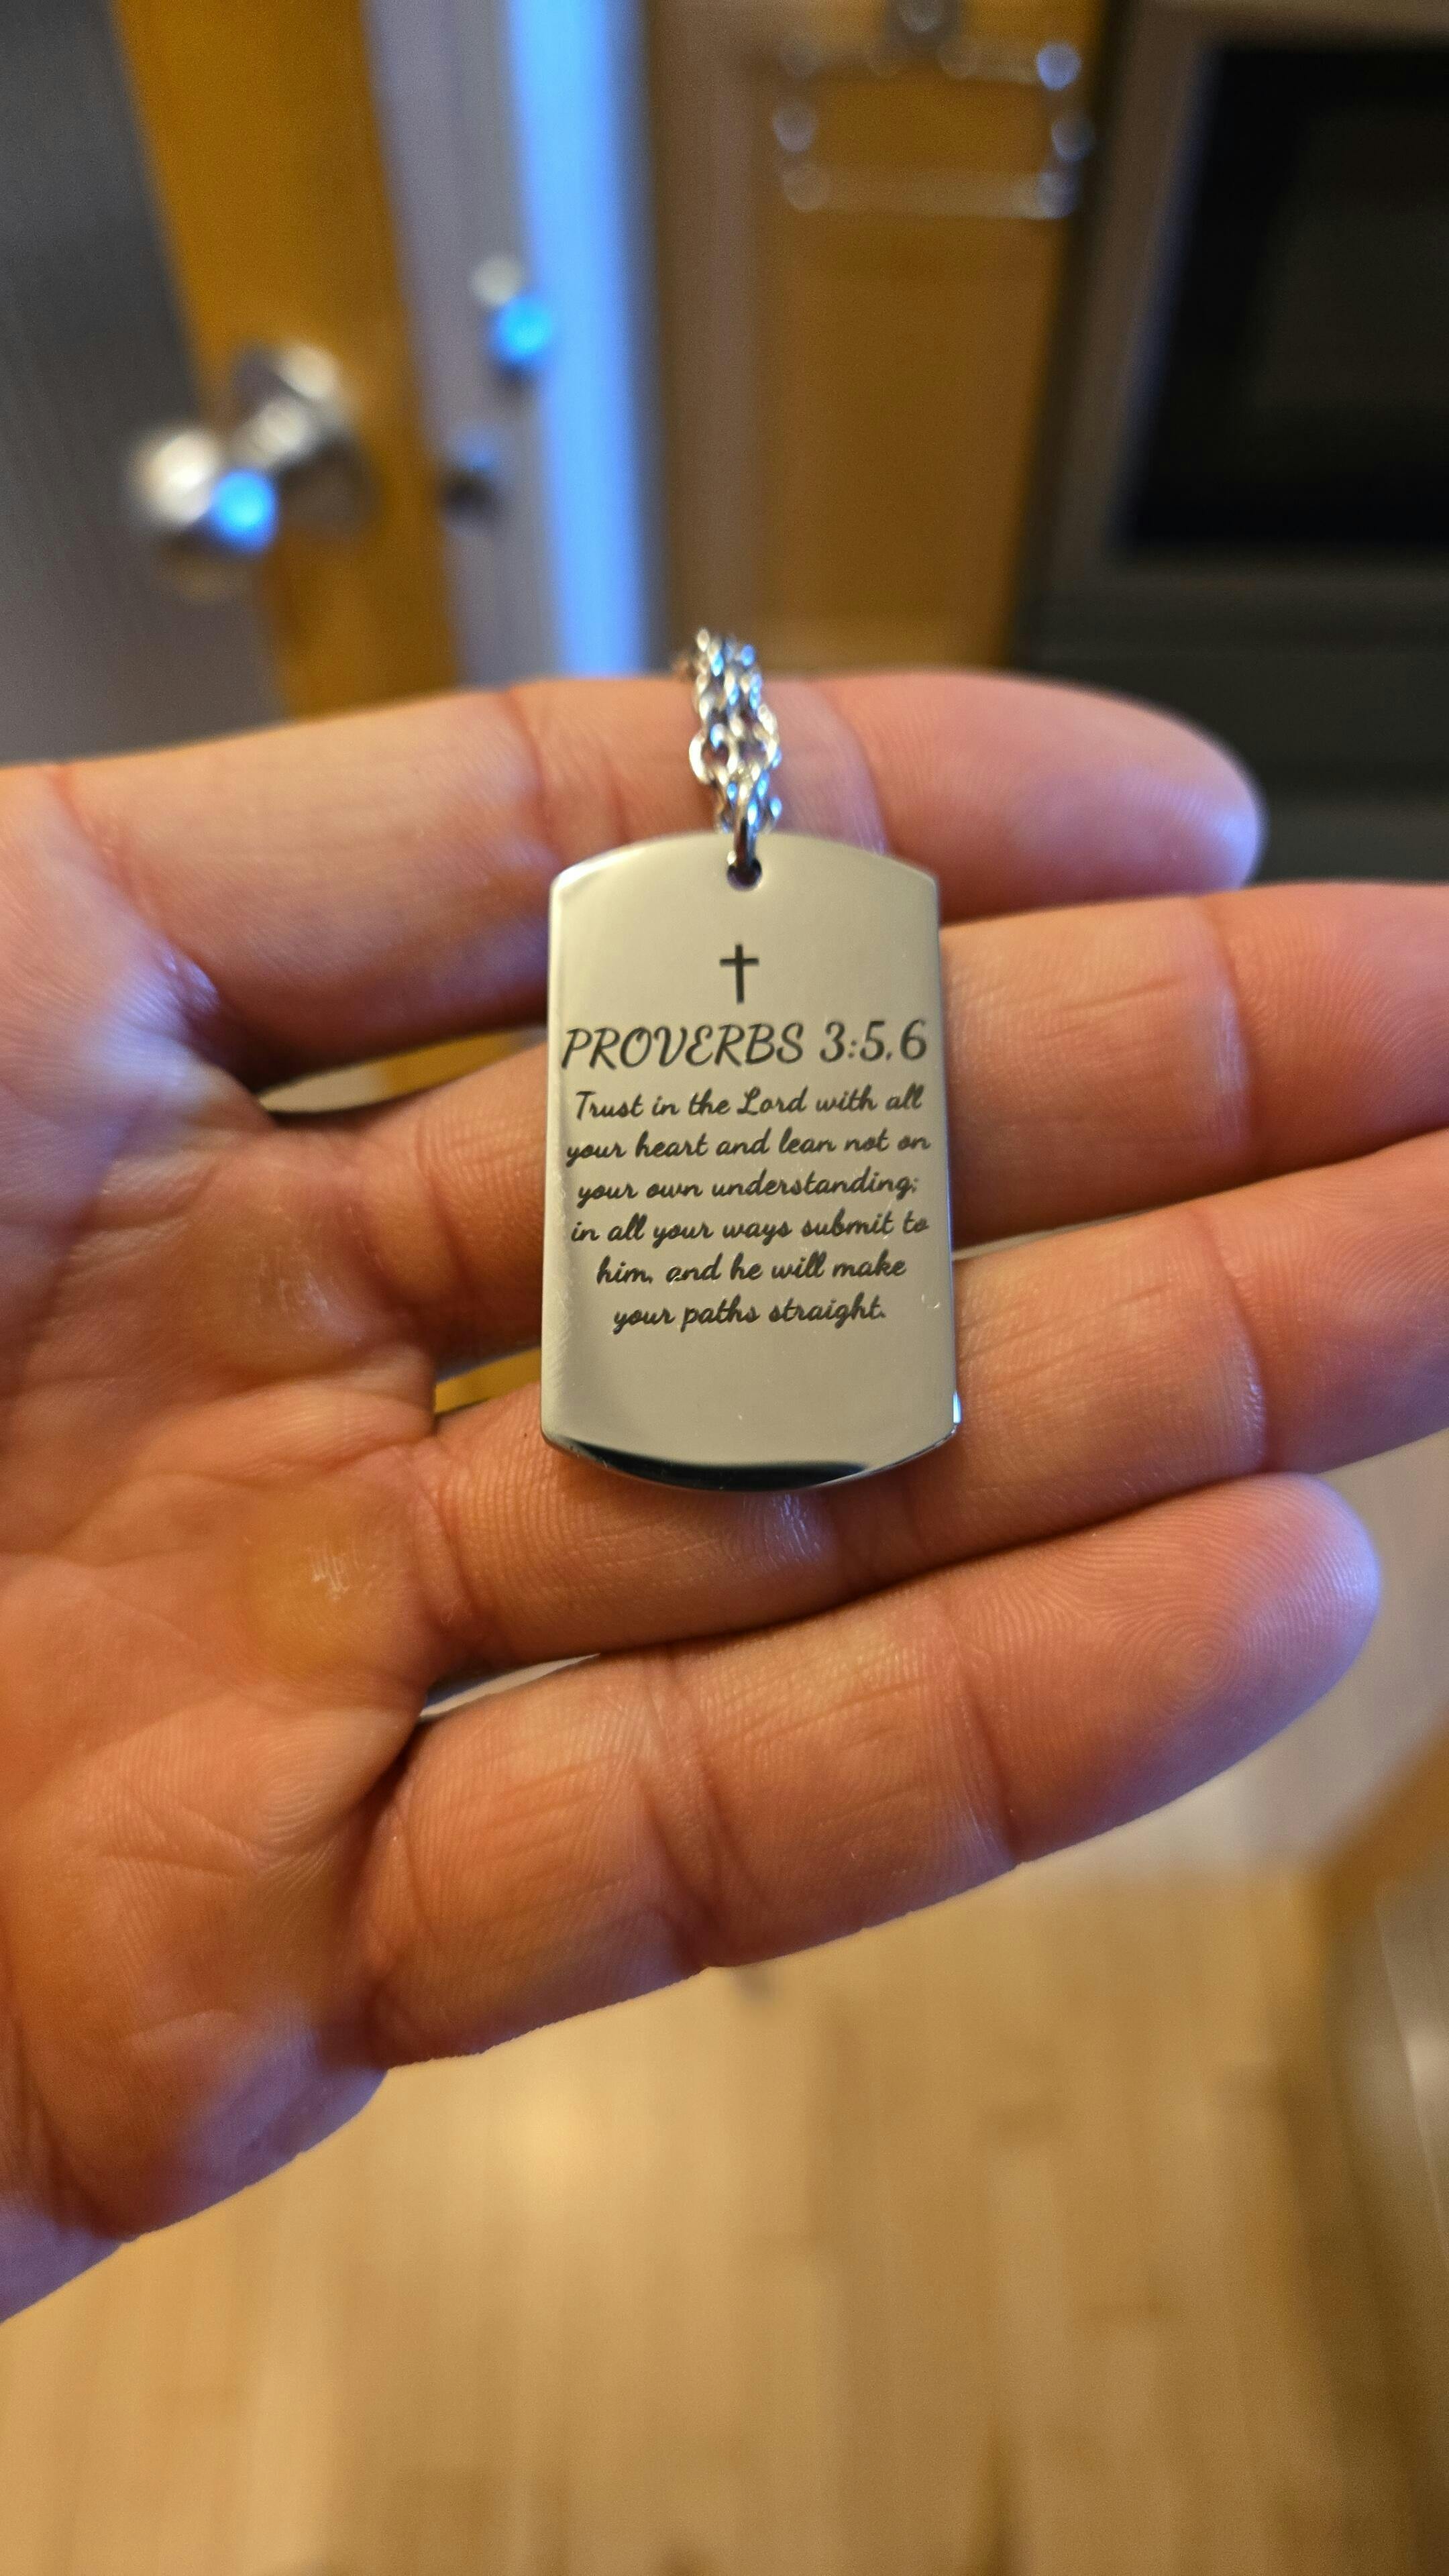 PROVERBS 3:5,6
Trust in the Lord with all
your heart and lean not on
your own understanding;
in all your ways submit to
him, and he will make
your paths straight.